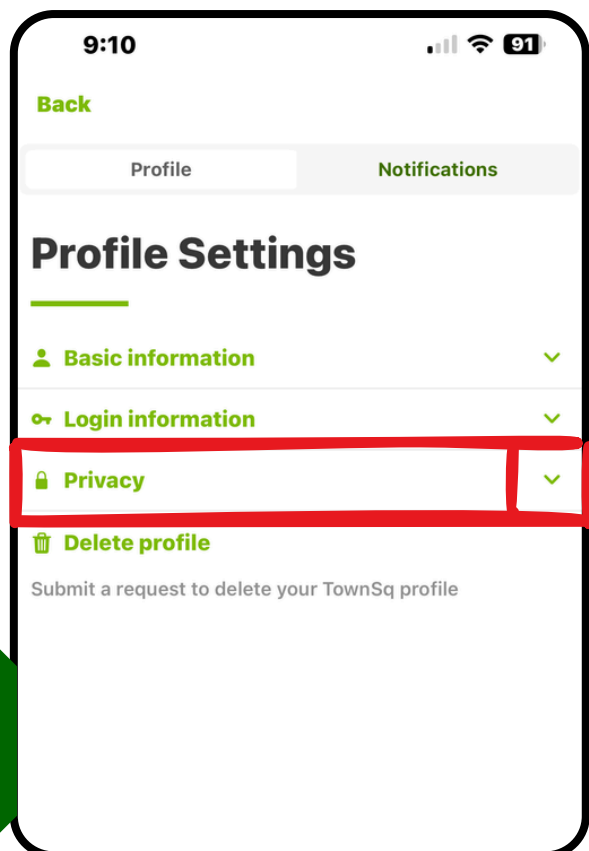 9:10
91
Back
Profile
Notifications
Profile Settings
Basic information
Login information
Privacy
Delete profile
Submit a request to delete your TownSq profile